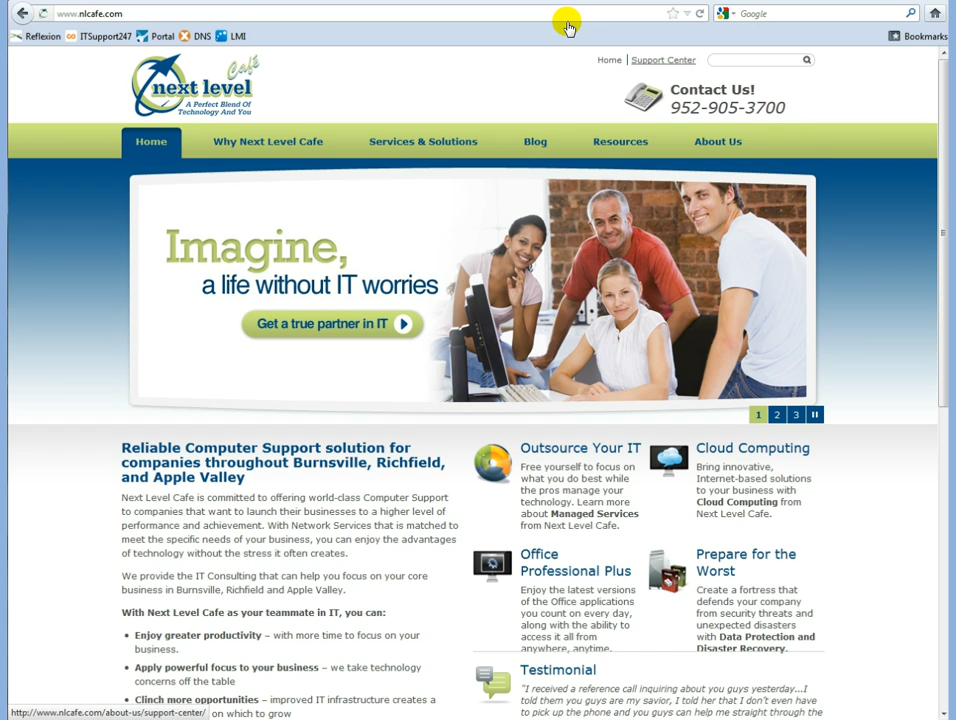 www.nlcafe.com
Google
Reflexion ITSupport247 Portal DNS LMI
Bookmarks
next level Café
A Perfect Blend Of
Technology And You
Home | Support Center
Contact Us!
952-905-3700
Home Why Next Level Cafe Services & Solutions Blog Resources About Us
Imagine,
a life without IT worries
Get a true partner in IT
1 2 3
Reliable Computer Support solution for
companies throughout Burnsville, Richfield,
and Apple Valley
Next Level Cafe is committed to offering world-class Computer Support
to companies that want to launch their businesses to a higher level of
performance and achievement. With Network Services that is matched to
meet the specific needs of your business, you can enjoy the advantages
of technology without the stress it often creates.
We provide the IT Consulting that can help you focus on your core
business in Burnsville, Richfield and Apple Valley.
With Next Level Cafe as your teammate in IT, you can:
• Enjoy greater productivity – with more time to focus on your
business.
• Apply powerful focus to your business – we take technology
concerns off the table
• Clinch more opportunities – improved IT infrastructure creates a
on which to grow
Outsource Your IT
Free yourself to focus on
what you do best while
the pros manage your
technology. Learn more
about Managed Services
from Next Level Cafe.
Cloud Computing
Bring innovative,
Internet-based solutions
to your business with
Cloud Computing from
Next Level Cafe.
Office
Professional Plus
Enjoy the latest versions
of the Office applications
you count on every day,
along with the ability to
access it all from
anywhere, anytime.
Prepare for the
Worst
Create a fortress that
defends your company
from security threats and
unexpected disasters
with Data Protection and
Disaster Recovery.
Testimonial
"I received a reference call inquiring about you guys yesterday...I
told them you guys are my savior, I told her that I don't even have
to pick up the phone and you guys can help me straight through the
http://www.nlcafe.com/about-us/support-center/